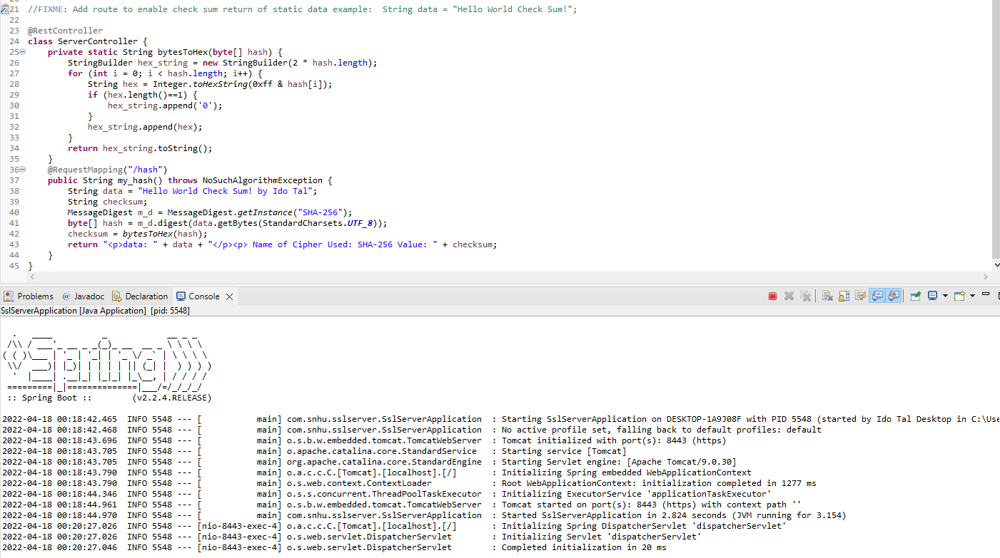 21 //FIXME: Add route to enable check sum return of static data example:  String data = "Hello World Check Sum!";
22
23 @RestController
24 class ServerController {
25     private static String bytesToHex(byte[] hash) {
26         StringBuilder hex_string = new StringBuilder(2 * hash.length);
27         for (int i = 0; i < hash.length; i++) {
28             String hex = Integer.toHexString(0xff & hash[i]);
29             if (hex.length()==1) {
30                 hex_string.append('0');
31             }
32             hex_string.append(hex);
33         }
34         return hex_string.toString();
35     }
36     @RequestMapping("/hash")
37     public String my_hash() throws NoSuchAlgorithmException {
38         String data = "Hello World Check Sum! by Ido Tal";
39         String checksum;
40         MessageDigest m_d = MessageDigest.getInstance("SHA-256");
41         byte[] hash = m_d.digest(data.getBytes(StandardCharsets.UTF_8));
42         checksum = bytesToHex(hash);
43         return "<p>data: " + data + "</p><p> Name of Cipher Used: SHA-256 Value: " + checksum;
44     }
45 }
Problems @ Javadoc Declaration Console
SslServerApplication [Java Application] [pid: 5548]
  .   ____          _            __ _ _
 /\\ / ___'_ __ _ _(_)_ __  __ _ \ \ \ \
( ( )\___ | '_ | '_| | '_ \/ _` | \ \ \ \
 \\/  ___)| |_)| | | | | || (_| |  ) ) ) )
  '  |____| .__|_| |_|_| |_\__, | / / / /
 =========|_|==============|___/=/_/_/_/
 :: Spring Boot ::        (v2.2.4.RELEASE)
2022-04-18 00:18:42.465  INFO 5548 --- [           main] com.snhu.sslserver.SslServerApplication  : Starting SslServerApplication on DESKTOP-1A9J08F with PID 5548 (started by Ido Tal Desktop in C:\Use
2022-04-18 00:18:42.468  INFO 5548 --- [           main] com.snhu.sslserver.SslServerApplication  : No active profile set, falling back to default profiles: default
2022-04-18 00:18:43.696  INFO 5548 --- [           main] o.s.b.w.embedded.tomcat.TomcatWebServer  : Tomcat initialized with port(s): 8443 (https)
2022-04-18 00:18:43.705  INFO 5548 --- [           main] o.apache.catalina.core.StandardService   : Starting service [Tomcat]
2022-04-18 00:18:43.705  INFO 5548 --- [           main] org.apache.catalina.core.StandardEngine  : Starting Servlet engine: [Apache Tomcat/9.0.30]
2022-04-18 00:18:43.790  INFO 5548 --- [           main] o.a.c.c.C.[Tomcat].[localhost].[/]       : Initializing Spring embedded WebApplicationContext
2022-04-18 00:18:43.790  INFO 5548 --- [           main] o.s.web.context.ContextLoader            : Root WebApplicationContext: initialization completed in 1277 ms
2022-04-18 00:18:44.346  INFO 5548 --- [           main] o.s.s.concurrent.ThreadPoolTaskExecutor  : Initializing ExecutorService 'applicationTaskExecutor'
2022-04-18 00:18:44.961  INFO 5548 --- [           main] o.s.b.w.embedded.tomcat.TomcatWebServer  : Tomcat started on port(s): 8443 (https) with context path ''
2022-04-18 00:18:44.970  INFO 5548 --- [           main] com.snhu.sslserver.SslServerApplication  : Started SslServerApplication in 2.824 seconds (JVM running for 3.154)
2022-04-18 00:20:27.026  INFO 5548 --- [nio-8443-exec-4] o.a.c.c.C.[Tomcat].[localhost].[/]       : Initializing Spring DispatcherServlet 'dispatcherServlet'
2022-04-18 00:20:27.026  INFO 5548 --- [nio-8443-exec-4] o.s.web.servlet.DispatcherServlet        : Initializing Servlet 'dispatcherServlet'
2022-04-18 00:20:27.046  INFO 5548 --- [nio-8443-exec-4] o.s.web.servlet.DispatcherServlet        : Completed initialization in 20 ms